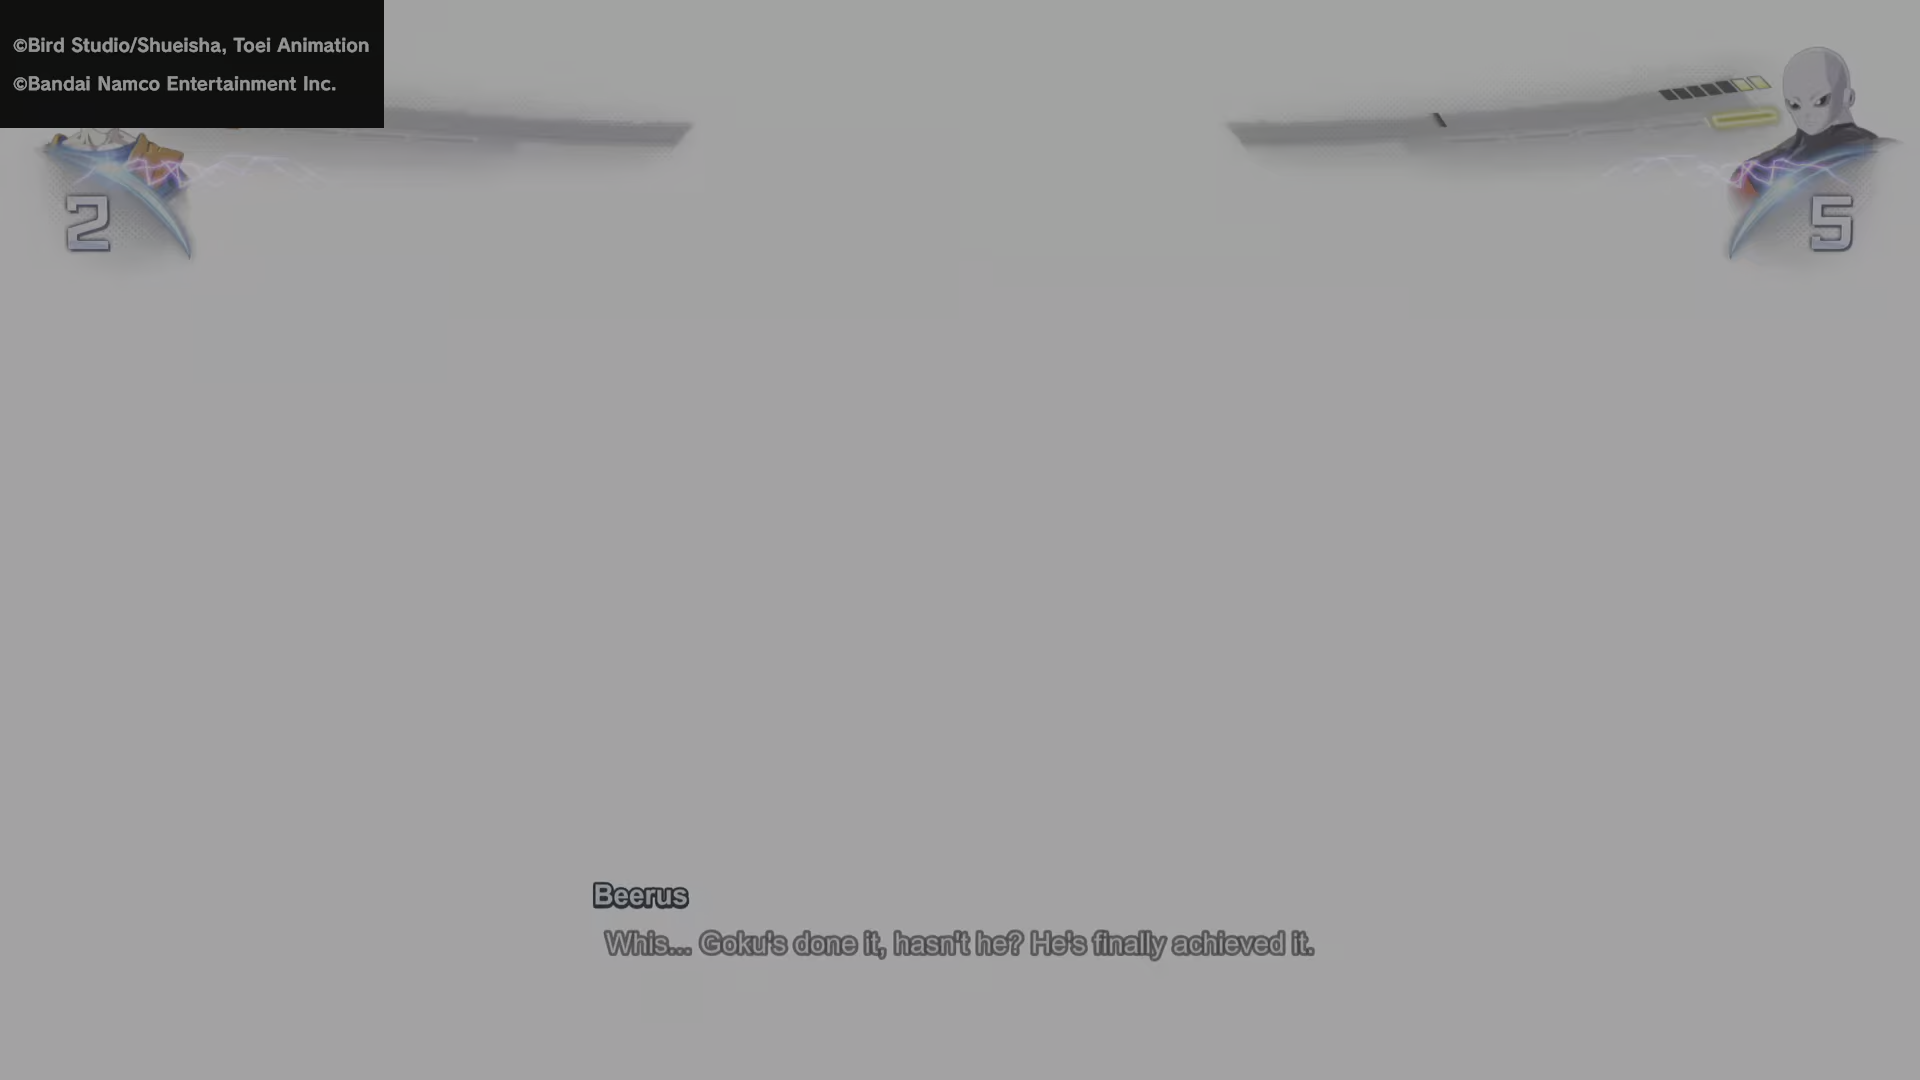 ©Bird Studio/Shueisha, Toei Animation
©Bandai Namco Entertainment Inc.
2
5
Beerus
Whis... Goku's done it, hasn't he? He's finally achieved it.